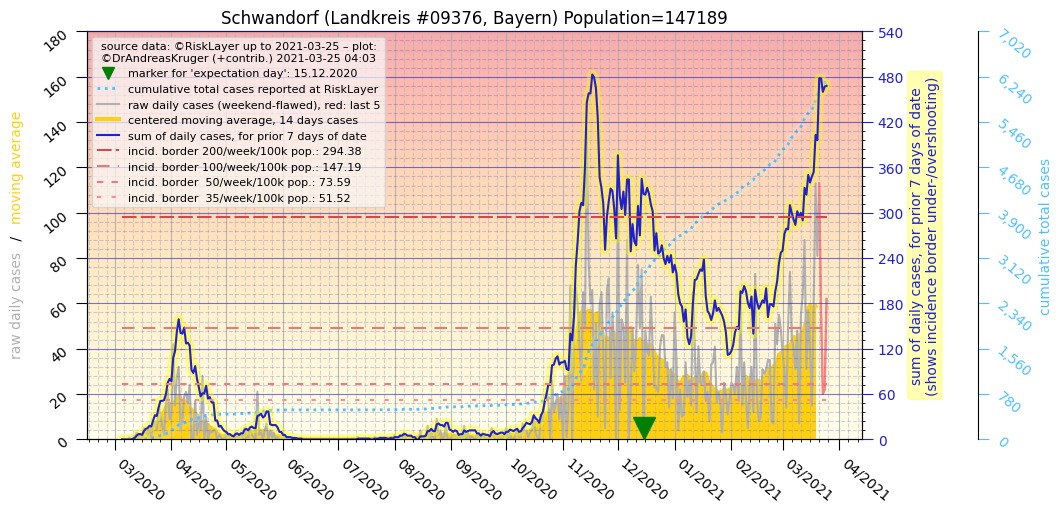 Schwandorf (Landkreis #09376, Bayern) Population=147189
source data: ©RiskLayer up to 2021-03-25 – plot:
©DrAndreasKruger (+contrib.) 2021-03-25 04:03
marker for 'expectation day': 15.12.2020
cumulative total cases reported at RiskLayer
raw daily cases (weekend-flawed), red: last 5
centered moving average, 14 days cases
sum of daily cases, for prior 7 days of date
incid. border 200/week/100k pop.: 294.38
incid. border 100/week/100k pop.: 147.19
incid. border  50/week/100k pop.: 73.59
incid. border  35/week/100k pop.: 51.52
raw daily cases / moving average
180
160
140
120
100
80
60
40
20
0
03/2020
04/2020
05/2020
06/2020
07/2020
08/2020
09/2020
10/2020
11/2020
12/2020
01/2021
02/2021
03/2021
04/2021
540
480
420
360
300
240
180
120
60
0
sum of daily cases, for prior 7 days of date
(shows incidence border under-/overshooting)
7,020
6,240
5,460
4,680
3,900
3,120
2,340
1,560
780
0
cumulative total cases